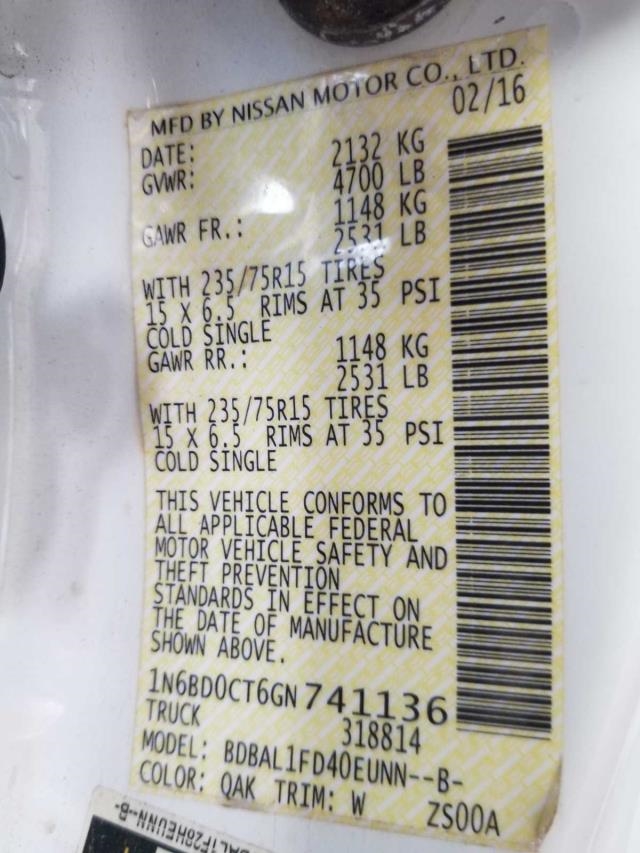 MFD BY NISSAN MOTOR CO., LTD.
DATE: 02/16
GVWR: 2132 KG
4700 LB
GAWR FR.: 1148 KG
2531 LB
WITH 235/75R15 TIRES
15 X 6.5 RIMS AT 35 PSI
COLD SINGLE
GAWR RR.: 1148 KG
2531 LB
WITH 235/75R15 TIRES
15 X 6.5 RIMS AT 35 PSI
COLD SINGLE
THIS VEHICLE CONFORMS TO
ALL APPLICABLE FEDERAL
MOTOR VEHICLE SAFETY AND
THEFT PREVENTION
STANDARDS IN EFFECT ON
THE DATE OF MANUFACTURE
SHOWN ABOVE.
1N6BD0CT6GN741136
TRUCK 318814
MODEL: BDBAL1FD40EUNN--B-
COLOR: QAK TRIM: W ZS00A